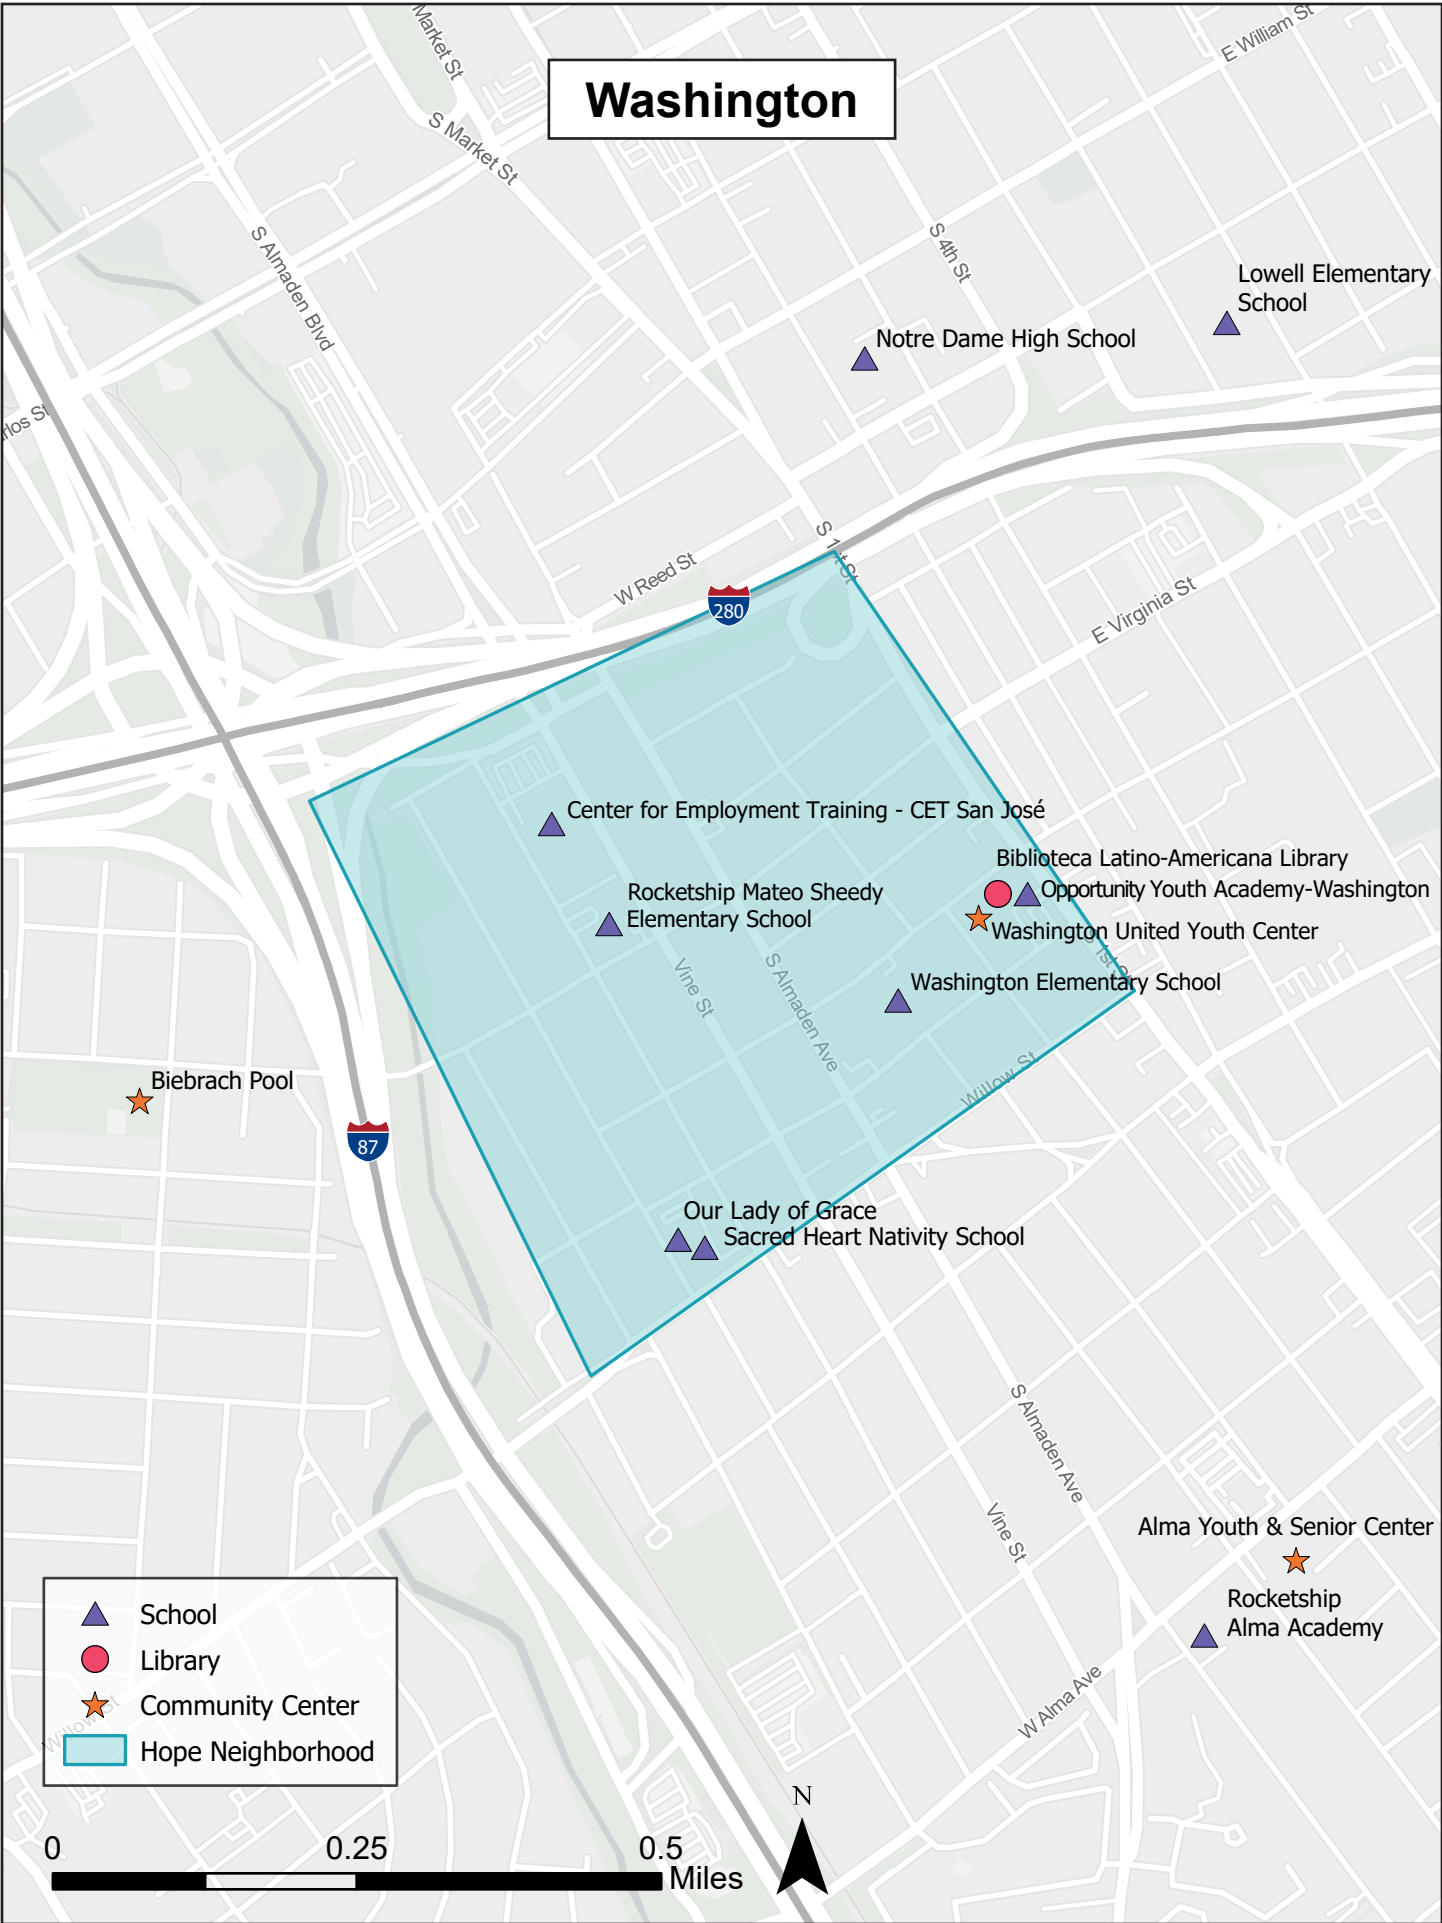 Market St
E William St
Washington
S Market St
S Almaden Blvd
S 4th St
Lowell Elementary
School
Notre Dame High School
rlos St
S 1st St
W Reed St
280
E Virginia St
Center for Employment Training - CET San José
Biblioteca Latino-Americana Library
Opportunity Youth Academy-Washington
Rocketship Mateo Sheedy
Elementary School
Washington United Youth Center
S 1st St
Vine St
S Almaden Ave
Washington Elementary School
Willow St
Biebrach Pool
87
Our Lady of Grace
Sacred Heart Nativity School
S Almaden Ave
Vine St
Alma Youth & Senior Center
Rocketship
Alma Academy
W Alma Ave
School
Library
Community Center
Willow St
Hope Neighborhood
N
0 0.25 0.5
Miles